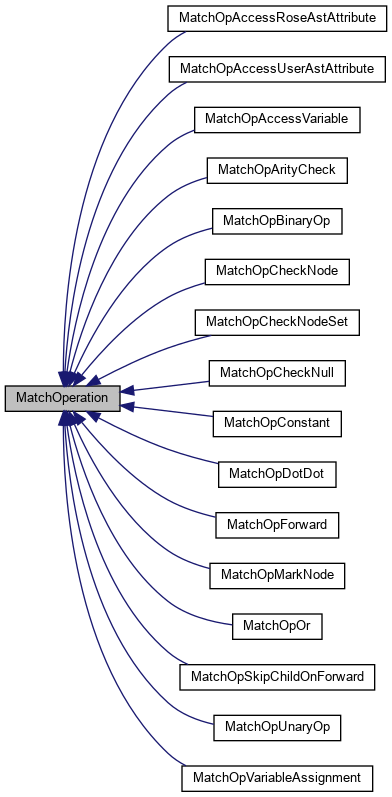 MatchOpAccessRoseAstAttribute
MatchOpAccessUserAstAttribute
MatchOpAccessVariable
MatchOpArityCheck
MatchOpBinaryOp
MatchOpCheckNode
MatchOpCheckNodeSet
MatchOpCheckNull
MatchOperation
MatchOpConstant
MatchOpDotDot
MatchOpForward
MatchOpMarkNode
MatchOpOr
MatchOpSkipChildOnForward
MatchOpUnaryOp
MatchOpVariableAssignment